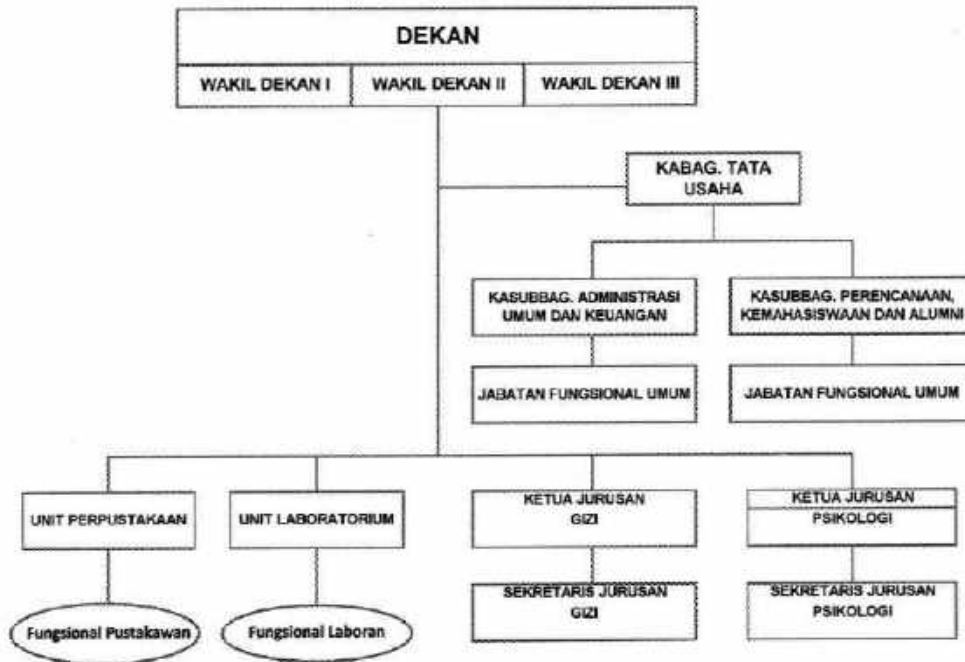 DEKAN
WAKIL DEKAN I
WAKIL DEKAN II
WAKIL DEKAN III
KABAG. TATA
USAHA
KASUBBAG. ADMINISTRASI
UMUM DAN KEUANGAN
KASUBBAG. PERENCANAAN,
KEMAHASISWAAN DAN ALUMNI
JABATAN FUNGSIONAL UMUM
JABATAN FUNGSIONAL UMUM
UNIT PERPUSTAKAAN
UNIT LABORATORIUM
KETUA JURUSAN
GIZI
KETUA JURUSAN
PSIKOLOGI
Fungsional Pustakawan
Fungsional Laboran
SEKRETARIS JURUSAN
GIZI
SEKRETARIS JURUSAN
PSIKOLOGI